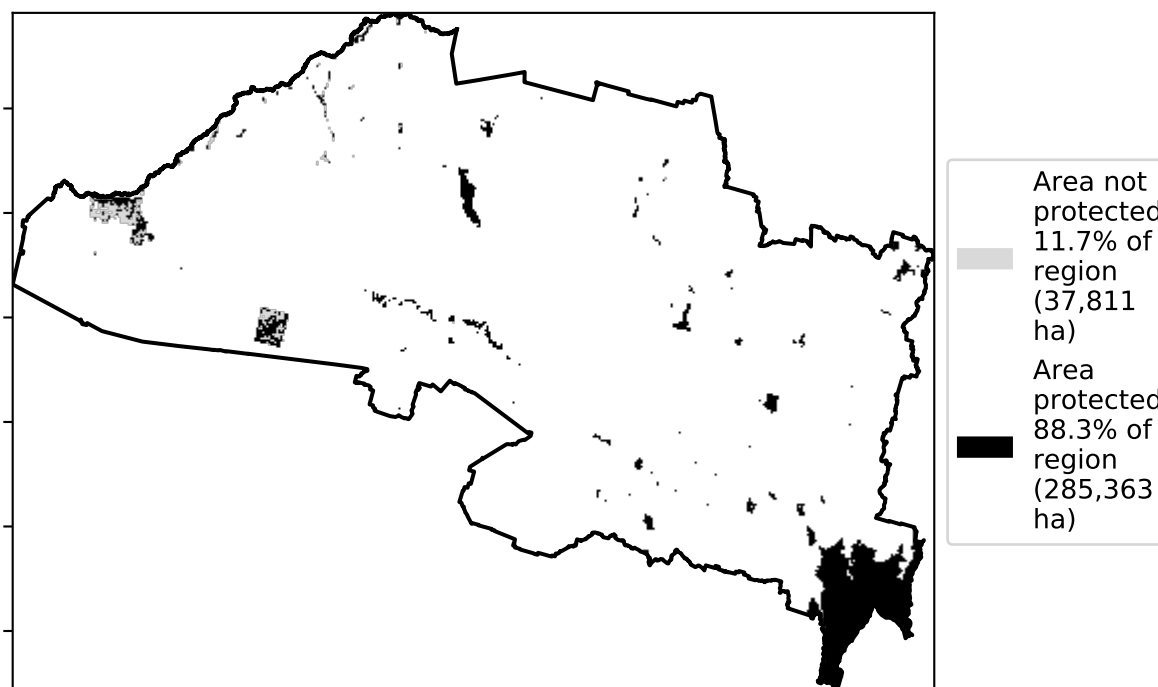 Area not
protected
11.7% of
region
(37,811
ha)
Area
protected
88.3% of
region
(285,363
ha)